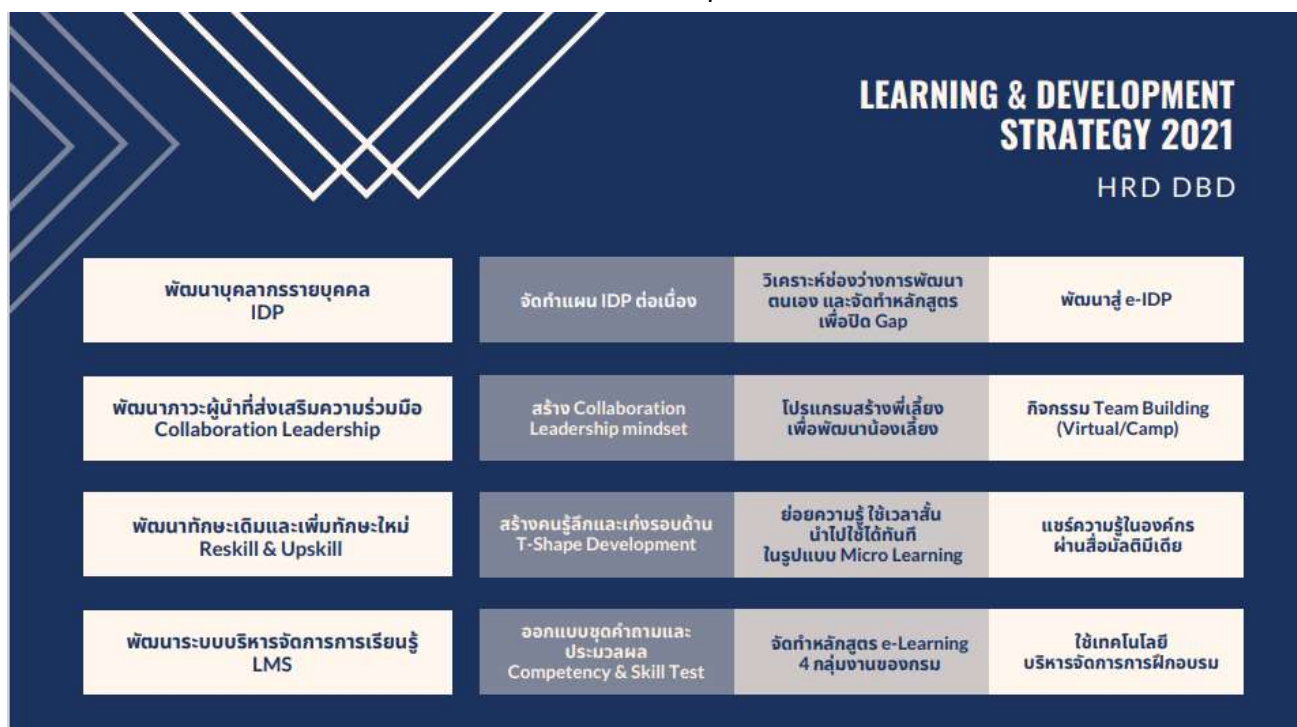 LEARNING & DEVELOPMENT
STRATEGY 2021
HRD DBD
พัฒนาบุคลากรรายบุคคล
IDP
จัดทำแผน IDP ต่อเนื่อง
วิเคราะห์ช่องว่างการพัฒนา
ตนเอง และจัดทำหลักสูตร
เพื่อปิด Gap
พัฒนาสู่ e-IDP
พัฒนาภาวะผู้นำที่ส่งเสริมความร่วมมือ
Collaboration Leadership
สร้าง Collaboration
Leadership mindset
โปรแกรมสร้างพี่เลี้ยง
เพื่อพัฒนาน้องเลี้ยง
กิจกรรม Team Building
(Virtual/Camp)
พัฒนาทักษะเดิมและเพิ่มทักษะใหม่
Reskill & Upskill
สร้างคนรู้ลึกและเก่งรอบด้าน
T-Shape Development
ย่อยความรู้ ใช้เวลาสั้น
นำไปใช้ได้ทันที
ในรูปแบบ Micro Learning
แชร์ความรู้ในองค์กร
ผ่านสื่อมัลติมีเดีย
พัฒนาระบบบริหารจัดการการเรียนรู้
LMS
ออกแบบชุดคำถามและ
ประมวลผล
Competency & Skill Test
จัดทำหลักสูตร e-Learning
4 กลุ่มงานของกรม
ใช้เทคโนโลยี
บริหารจัดการการฝึกอบรม